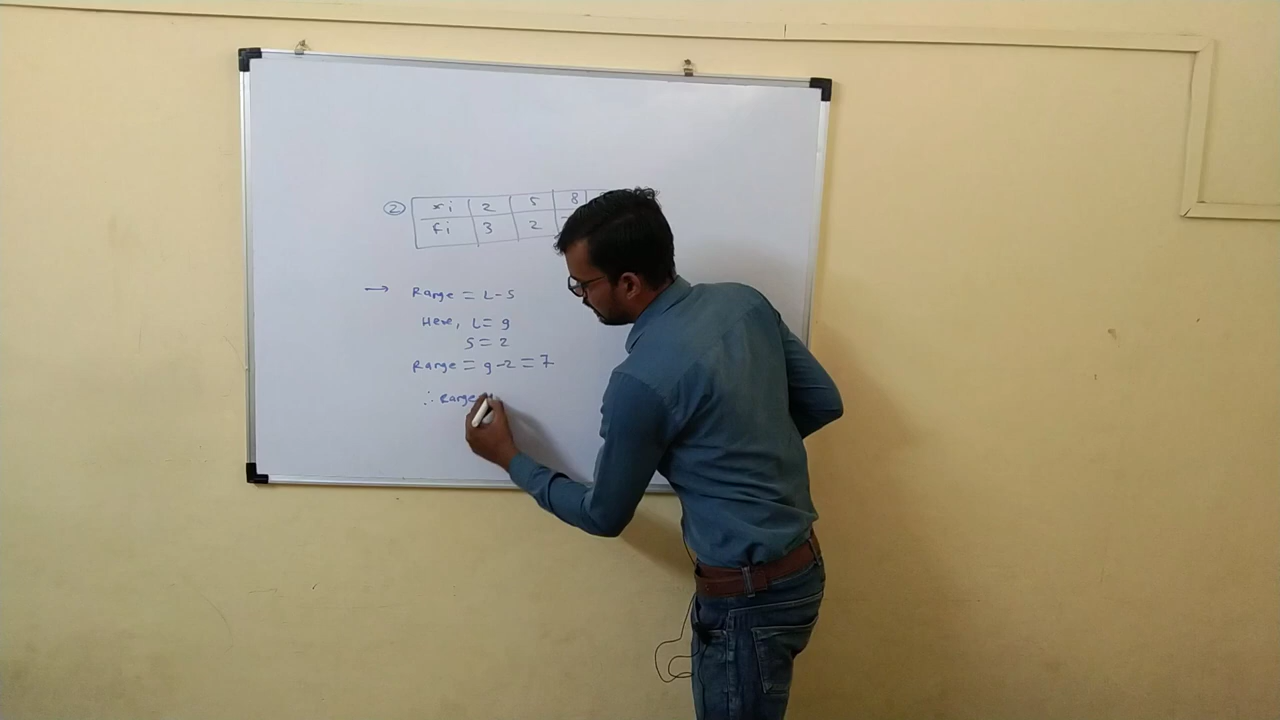 ② xi 2 5 8
fi 3 2
→ Range = L-S
Here, L = 9
S = 2
Range = 9-2 = 7
∴ Range